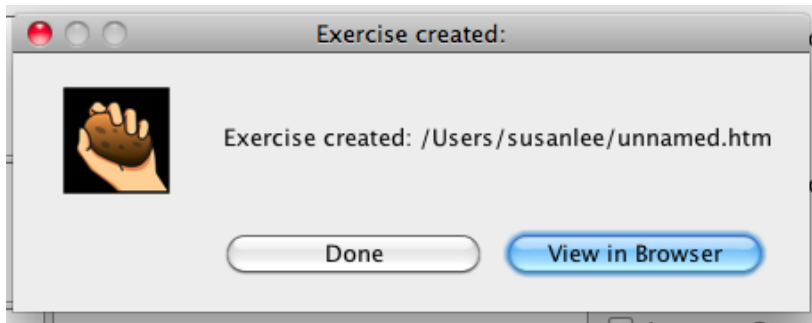 Exercise created:
Exercise created: /Users/susanlee/unnamed.htm
Done
View in Browser